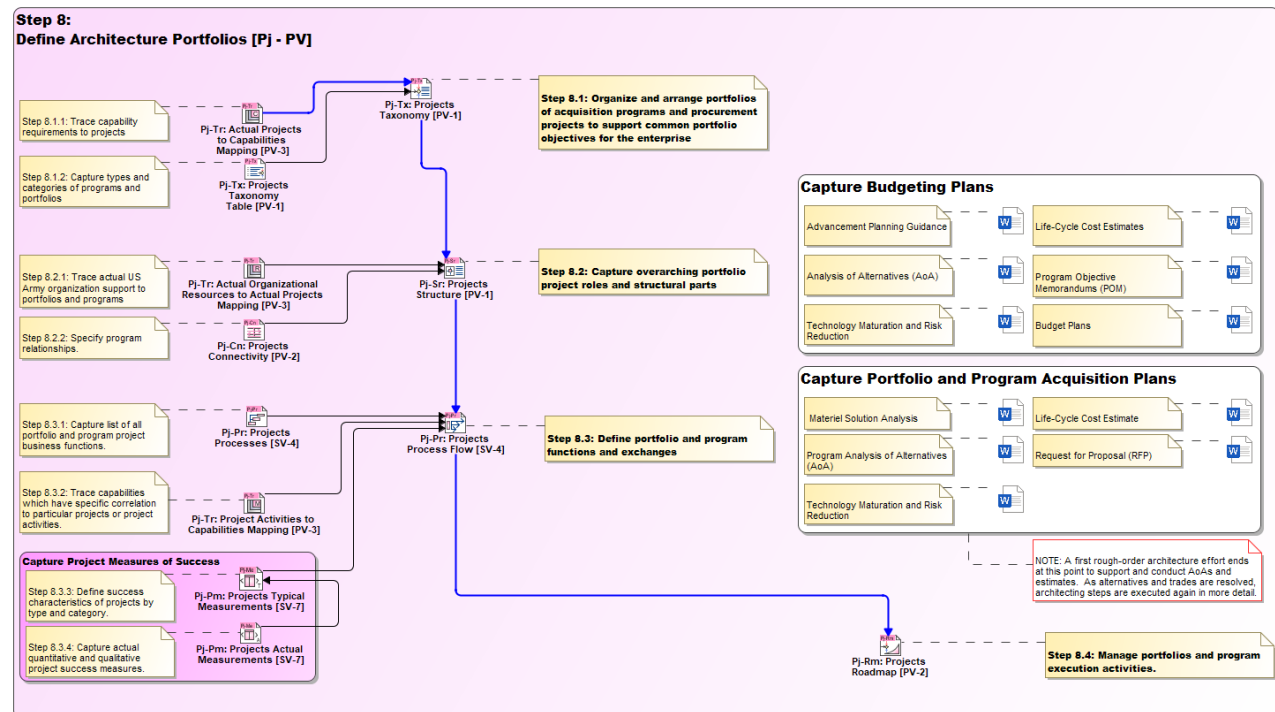 Step 8:
Define Architecture Portfolios [Pj - PV]
Pj-Tx: Projects
Taxonomy [PV-1]
Step 8.1: Organize and arrange portfolios
of acquisition programs and procurement
projects to support common portfolio
objectives for the enterprise
Step 8.1.1: Trace capability
requirements to projects
Pj-Tr: Actual Projects
to Capabilities
Mapping [PV-3]
Step 8.1.2: Capture types and
categories of programs and
portfolios
Pj-Tx: Projects
Taxonomy
Table [PV-1]
Step 8.2.1: Trace actual US
Army organization support to
portfolios and programs
Pj-Tr: Actual Organizational
Resources to Actual Projects
Mapping [PV-3]
Pj-Sr: Projects
Structure [PV-1]
Step 8.2: Capture overarching portfolio
project roles and structural parts
Step 8.2.2: Specify program
relationships.
Pj-Cn: Projects
Connectivity [PV-2]
Step 8.3.1: Capture list of all
portfolio and program project
business functions.
Pj-Pr: Projects
Processes [SV-4]
Pj-Pr: Projects
Process Flow [SV-4]
Step 8.3: Define portfolio and program
functions and exchanges
Step 8.3.2: Trace capabilities
which have specific correlation
to particular projects or project
activities.
Pj-Tr: Project Activities to
Capabilities Mapping [PV-3]
Capture Project Measures of Success
Step 8.3.3: Define success
characteristics of projects by
type and category.
Pj-Pm: Projects Typical
Measurements [SV-7]
Step 8.3.4: Capture actual
quantitative and qualitative
project success measures.
Pj-Pm: Projects Actual
Measurements [SV-7]
Capture Budgeting Plans
Advancement Planning Guidance
Life-Cycle Cost Estimates
Analysis of Alternatives (AoA)
Program Objective
Memorandums (POM)
Technology Maturation and Risk
Reduction
Budget Plans
Capture Portfolio and Program Acquisition Plans
Materiel Solution Analysis
Life-Cycle Cost Estimate
Program Analysis of Alternatives
(AoA)
Request for Proposal (RFP)
Technology Maturation and Risk
Reduction
NOTE: A first rough-order architecture effort ends
at this point to support and conduct AoAs and
estimates. As alternatives and trades are resolved,
architecting steps are executed again in more detail.
Pj-Rm: Projects
Roadmap [PV-2]
Step 8.4: Manage portfolios and program
execution activities.